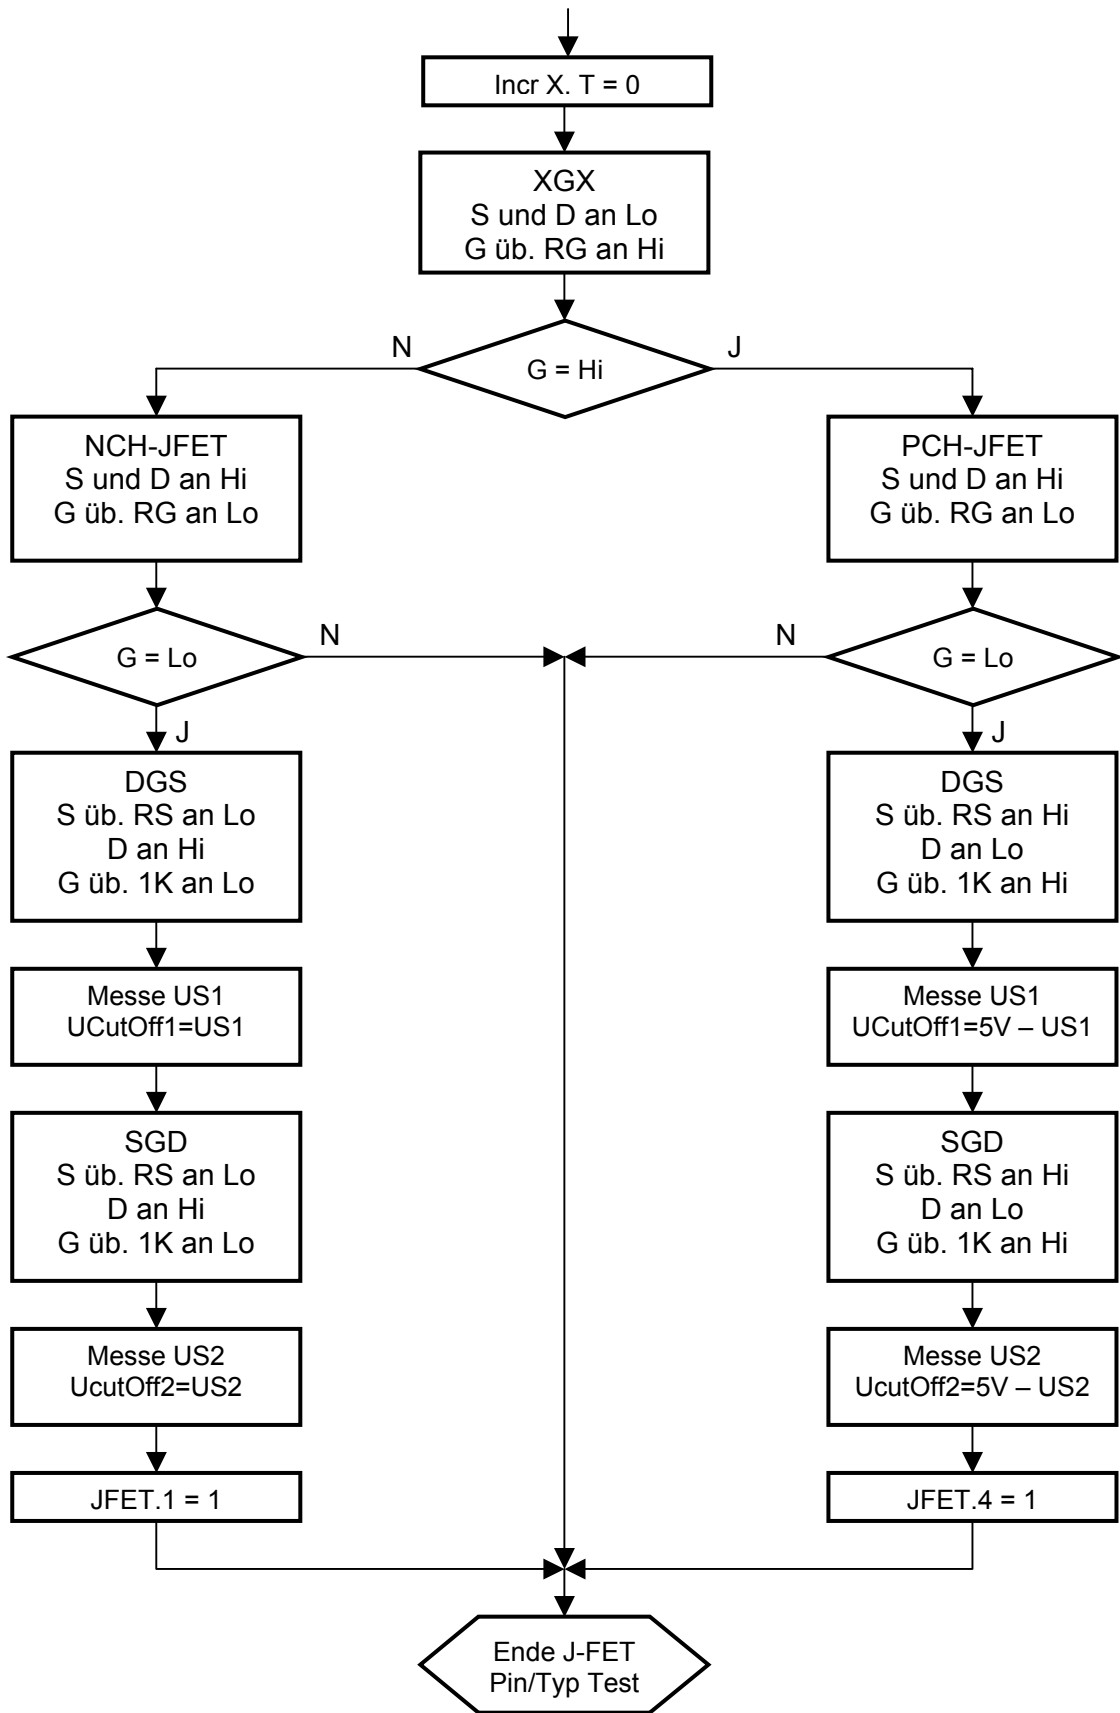 Incr X. T = 0
XGX
S und D an Lo
G üb. RG an Hi
N
G = Hi
J
NCH-JFET
S und D an Hi
G üb. RG an Lo
PCH-JFET
S und D an Hi
G üb. RG an Lo
G = Lo
N
N
G = Lo
J
J
DGS
S üb. RS an Lo
D an Hi
G üb. 1K an Lo
DGS
S üb. RS an Hi
D an Lo
G üb. 1K an Hi
Messe US1
UCutOff1=US1
Messe US1
UCutOff1=5V – US1
SGD
S üb. RS an Lo
D an Hi
G üb. 1K an Lo
SGD
S üb. RS an Hi
D an Lo
G üb. 1K an Hi
Messe US2
UcutOff2=US2
Messe US2
UcutOff2=5V – US2
JFET.1 = 1
JFET.4 = 1
Ende J-FET
Pin/Typ Test